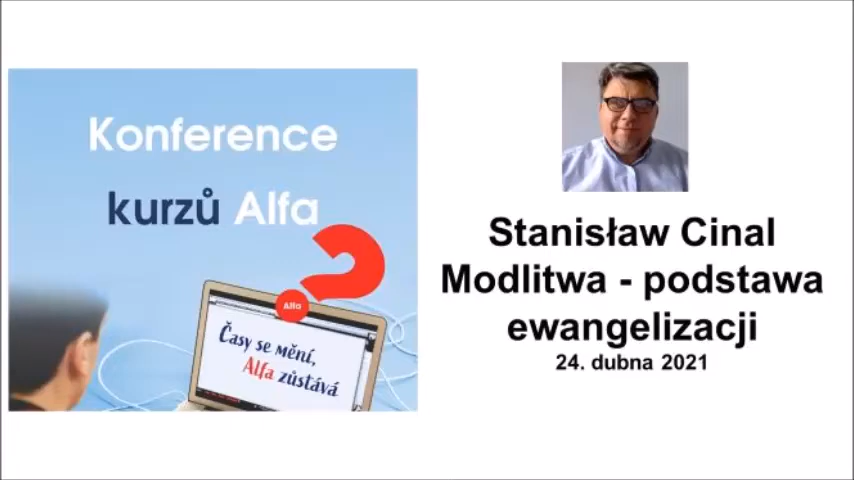 Konference
kurzů Alfa
Alfa
Časy se mění,
Alfa zůstává
Stanisław Cinal
Modlitwa - podstawa
ewangelizacji
24. dubna 2021